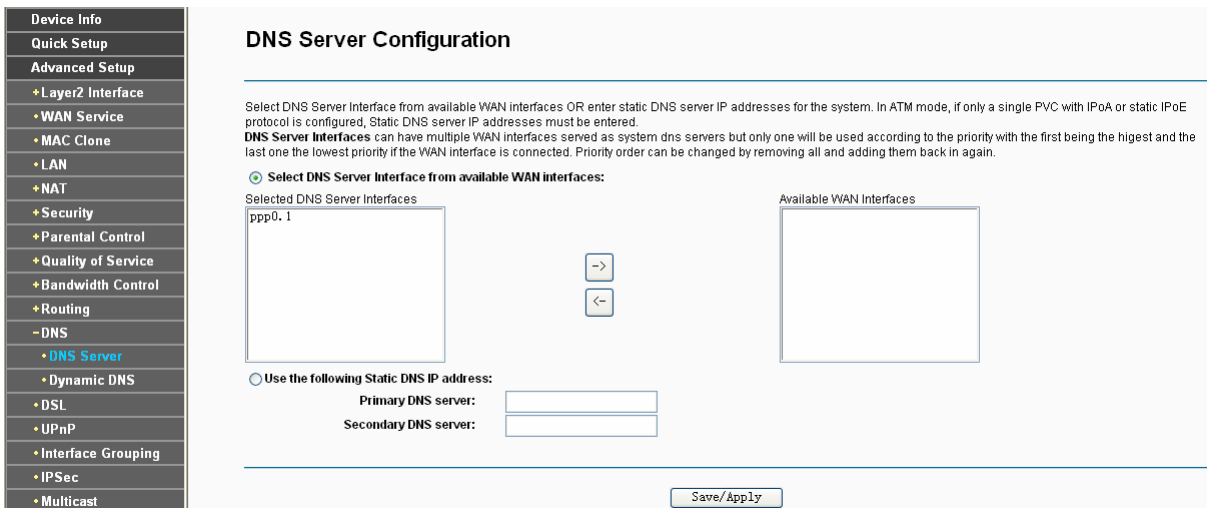 Device Info
Quick Setup
Advanced Setup
+Layer2 Interface
•WAN Service
•MAC Clone
•LAN
+NAT
+Security
+Parental Control
+Quality of Service
+Bandwidth Control
+Routing
−DNS
•DNS Server
•Dynamic DNS
•DSL
•UPnP
•Interface Grouping
•IPSec
•Multicast
DNS Server Configuration
Select DNS Server Interface from available WAN interfaces OR enter static DNS server IP addresses for the system. In ATM mode, if only a single PVC with IPoA or static IPoE
protocol is configured, Static DNS server IP addresses must be entered.
DNS Server Interfaces can have multiple WAN interfaces served as system dns servers but only one will be used according to the priority with the first being the higest and the
last one the lowest priority if the WAN interface is connected. Priority order can be changed by removing all and adding them back in again.
Select DNS Server Interface from available WAN interfaces:
Selected DNS Server Interfaces
Available WAN Interfaces
ppp0.1
->
<-
Use the following Static DNS IP address:
Primary DNS server:
Secondary DNS server:
Save/Apply